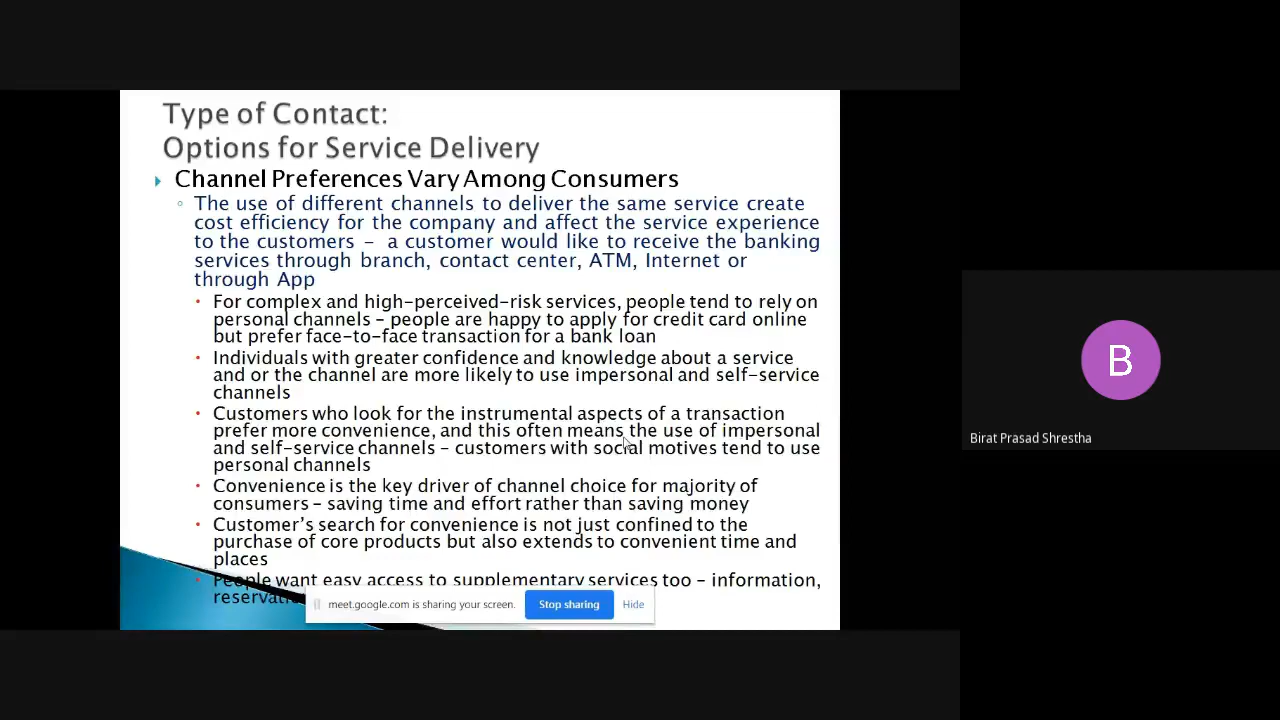 Type of Contact:
Options for Service Delivery
Channel Preferences Vary Among Consumers
The use of different channels to deliver the same service create
cost efficiency for the company and affect the service experience
to the customers – a customer would like to receive the banking
services through branch, contact center, ATM, Internet or
through App
For complex and high-perceived-risk services, people tend to rely on
personal channels – people are happy to apply for credit card online
but prefer face-to-face transaction for a bank loan
Individuals with greater confidence and knowledge about a service
and or the channel are more likely to use impersonal and self-service
channels
Customers who look for the instrumental aspects of a transaction
prefer more convenience, and this often means the use of impersonal
and self-service channels – customers with social motives tend to use
personal channels
Convenience is the key driver of channel choice for majority of
consumers – saving time and effort rather than saving money
Customer's search for convenience is not just confined to the
purchase of core products but also extends to convenient time and
places
People want easy access to supplementary services too – information,
meet.google.com is sharing your screen.
Stop sharing
Hide
B
Birat Prasad Shrestha